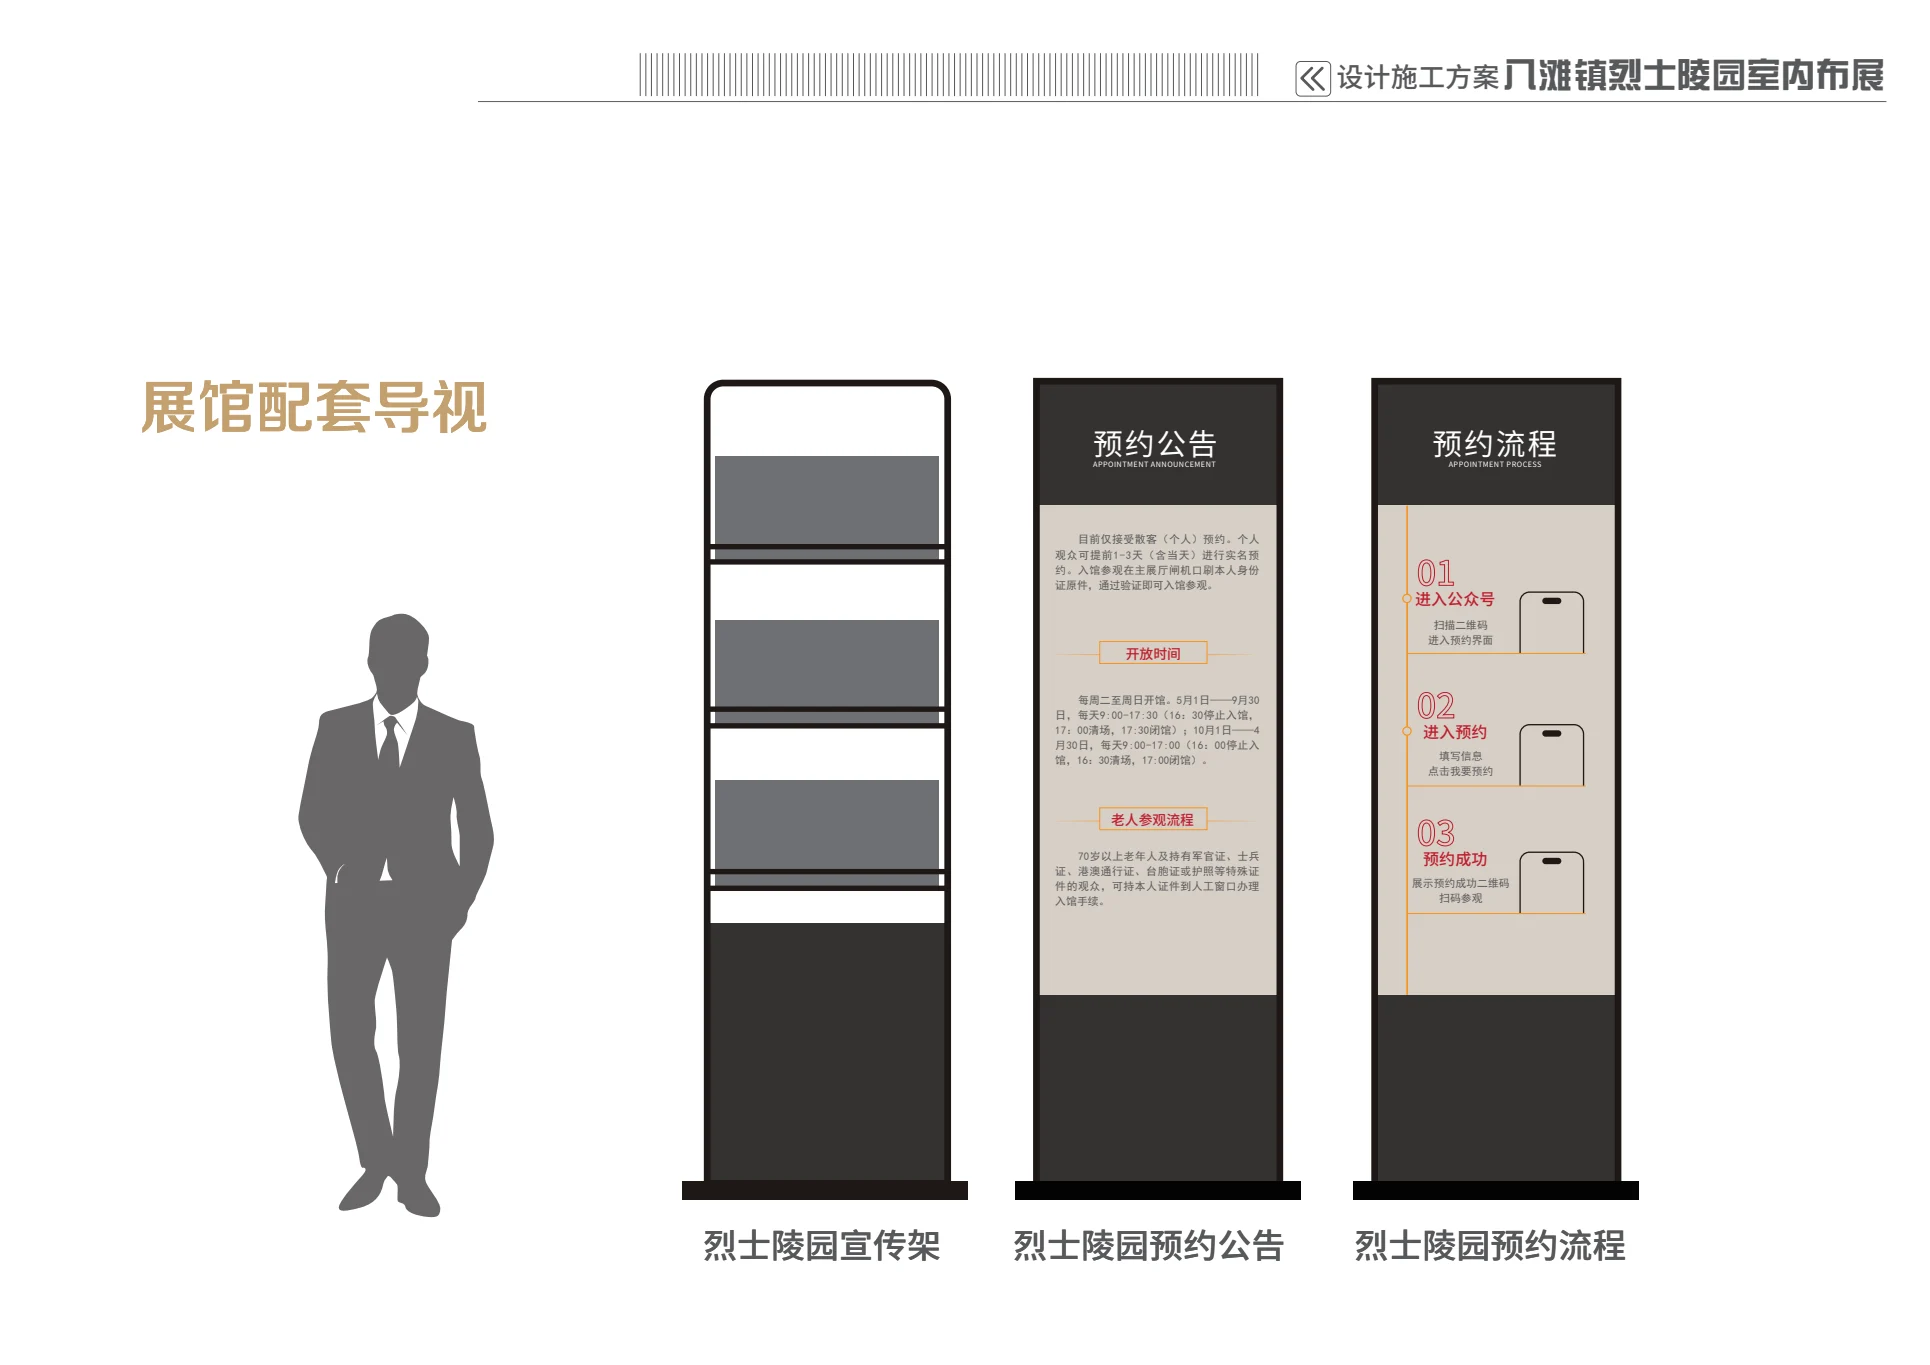 设计施工方案 八滩镇烈士陵园室内布展
展馆配套导视
预约公告
APPOINTMENT ANNOUNCEMENT
目前仅接受散客（个人）预约。个人
观众可提前1-3天（含当天）进行实名预
约。入馆参观在主展厅闸机口刷本人身份
证原件，通过验证即可入馆参观。
开放时间
每周二至周日开馆。5月1日——9月30
日，每天9:00-17:30（16：30停止入馆，
17：00清场，17:30闭馆）；10月1日——4
月30日，每天9:00-17:00（16：00停止入
馆，16：30清场，17:00闭馆）。
老人参观流程
70岁以上老年人及持有军官证、士兵
证、港澳通行证、台胞证或护照等特殊证
件的观众，可持本人证件到人工窗口办理
入馆手续。
预约流程
APPOINTMENT PROCESS
01
进入公众号
扫描二维码
进入预约界面
02
进入预约
填写信息
点击我要预约
03
预约成功
展示预约成功二维码
扫码参观
烈士陵园宣传架
烈士陵园预约公告
烈士陵园预约流程